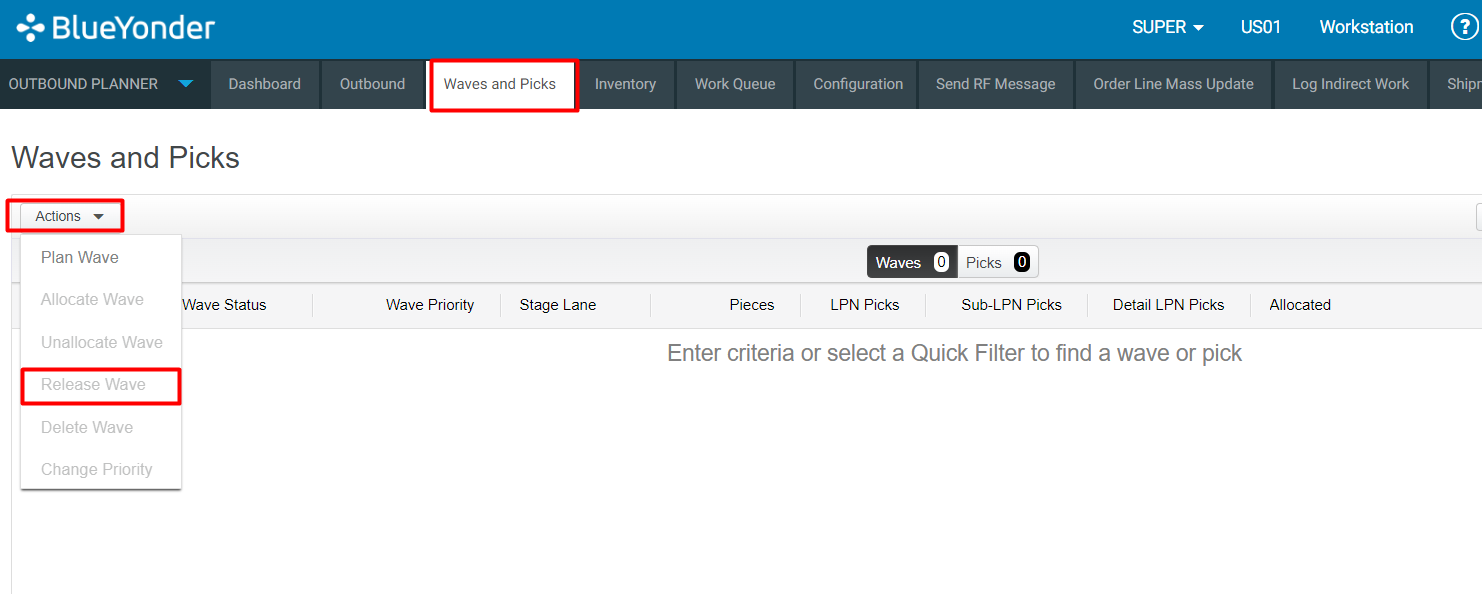 BlueYonder SUPER US01 Workstation ?
OUTBOUND PLANNER Dashboard Outbound Waves and Picks Inventory Work Queue Configuration Send RF Message Order Line Mass Update Log Indirect Work Shipr
Waves and Picks
Actions
Plan Wave
Waves 0 Picks 0
Allocate Wave
Wave Status Wave Priority Stage Lane Pieces LPN Picks Sub-LPN Picks Detail LPN Picks Allocated
Unallocate Wave
Enter criteria or select a Quick Filter to find a wave or pick
Release Wave
Delete Wave
Change Priority